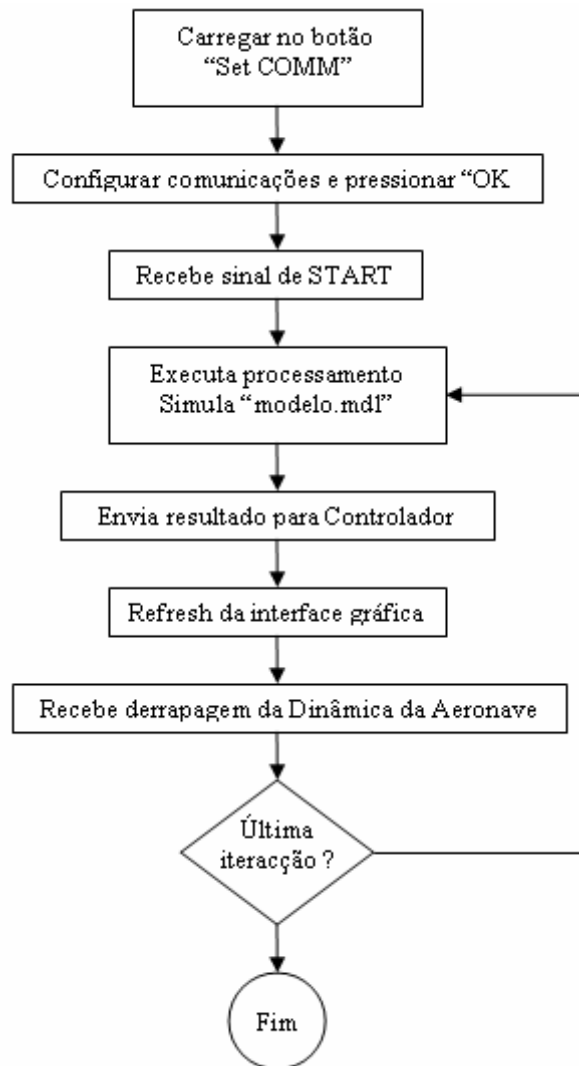 Carregar no botão
“Set COMM”
Configurar comunicações e pressionar “OK
Recebe sinal de START
Executa processamento
Simula “modelo.mdl”
Envia resultado para Controlador
Refresh da interface gráfica
Recebe derrapagem da Dinâmica da Aeronave
Última
iteracção ?
Fim